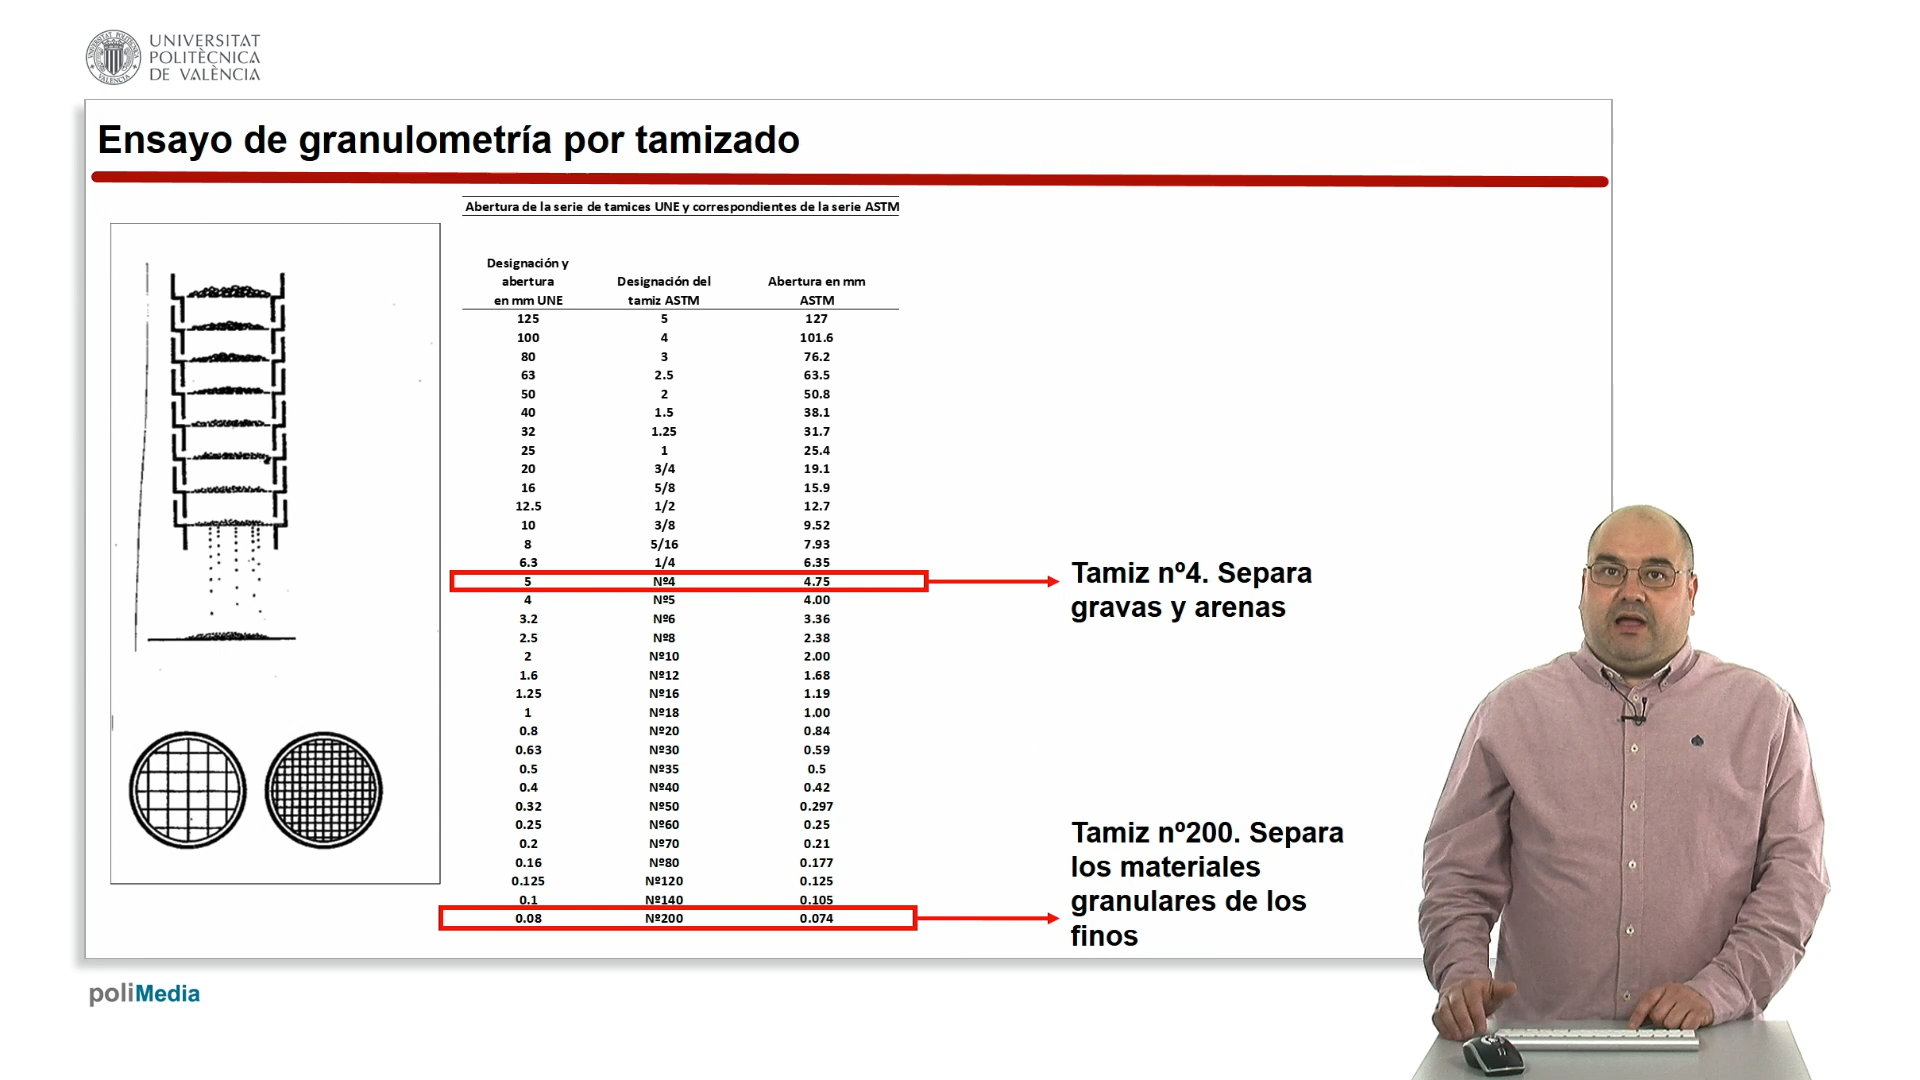 UNIVERSITAT
POLITÈCNICA
DE VALÈNCIA
Ensayo de granulometría por tamizado
Abertura de la serie de tamices UNE y correspondientes de la serie ASTM
Designación y
abertura
en mm UNE
Designación del
tamiz ASTM
Abertura en mm
ASTM
125 5 127
100 4 101.6
80 3 76.2
63 2.5 63.5
50 2 50.8
40 1.5 38.1
32 1.25 31.7
25 1 25.4
20 3/4 19.1
16 5/8 15.9
12.5 1/2 12.7
10 3/8 9.52
8 5/16 7.93
6.3 1/4 6.35
5 Nº4 4.75
4 Nº5 4.00
3.2 Nº6 3.36
2.5 Nº8 2.38
2 Nº10 2.00
1.6 Nº12 1.68
1.25 Nº16 1.19
1 Nº18 1.00
0.8 Nº20 0.84
0.63 Nº30 0.59
0.5 Nº35 0.5
0.4 Nº40 0.42
0.32 Nº50 0.297
0.25 Nº60 0.25
0.2 Nº70 0.21
0.16 Nº80 0.177
0.125 Nº120 0.125
0.1 Nº140 0.105
0.08 Nº200 0.074
Tamiz nº4. Separa
gravas y arenas
Tamiz nº200. Separa
los materiales
granulares de los
finos
poliMedia